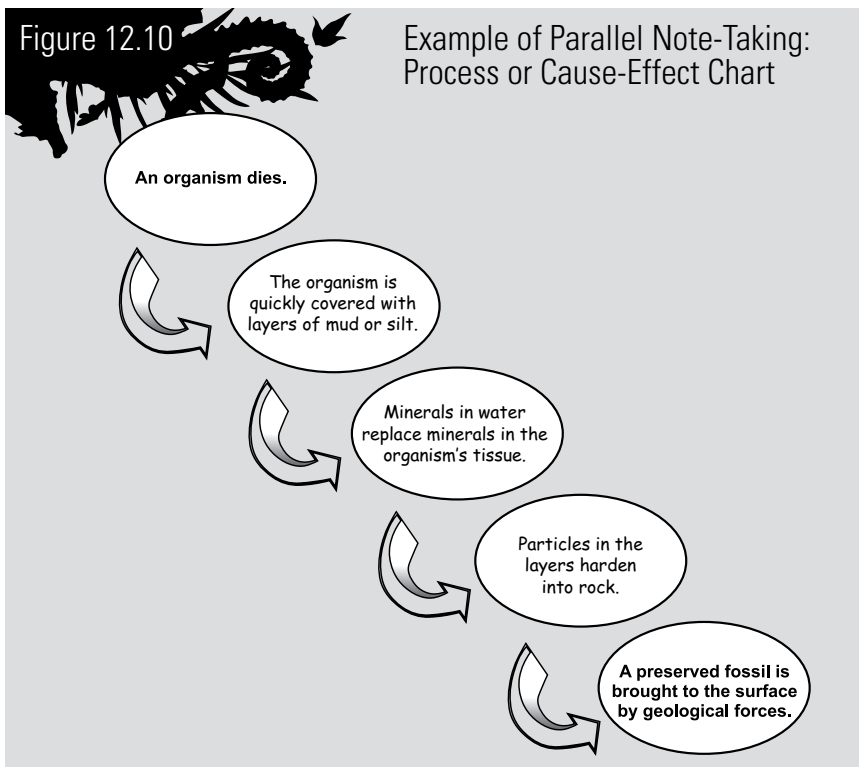 Figure 12.10
Example of Parallel Note-Taking:
Process or Cause-Effect Chart
An organism dies.
The organism is
quickly covered with
layers of mud or silt.
Minerals in water
replace minerals in the
organism's tissue.
Particles in the
layers harden
into rock.
A preserved fossil is
brought to the surface
by geological forces.